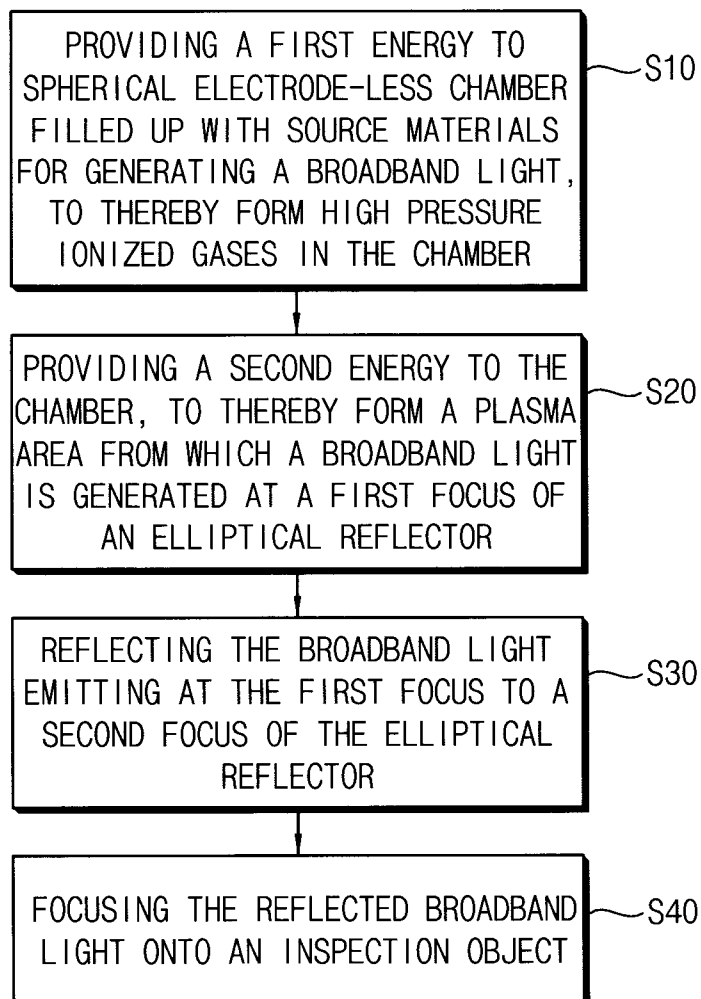 PROVIDING A FIRST ENERGY TO
SPHERICAL ELECTRODE-LESS CHAMBER
FILLED UP WITH SOURCE MATERIALS
FOR GENERATING A BROADBAND LIGHT,
TO THEREBY FORM HIGH PRESSURE
IONIZED GASES IN THE CHAMBER
S10
PROVIDING A SECOND ENERGY TO THE
CHAMBER, TO THEREBY FORM A PLASMA
AREA FROM WHICH A BROADBAND LIGHT
IS GENERATED AT A FIRST FOCUS OF
AN ELLIPTICAL REFLECTOR
S20
REFLECTING THE BROADBAND LIGHT
EMITTING AT THE FIRST FOCUS TO A
SECOND FOCUS OF THE ELLIPTICAL
REFLECTOR
S30
FOCUSING THE REFLECTED BROADBAND
LIGHT ONTO AN INSPECTION OBJECT
S40